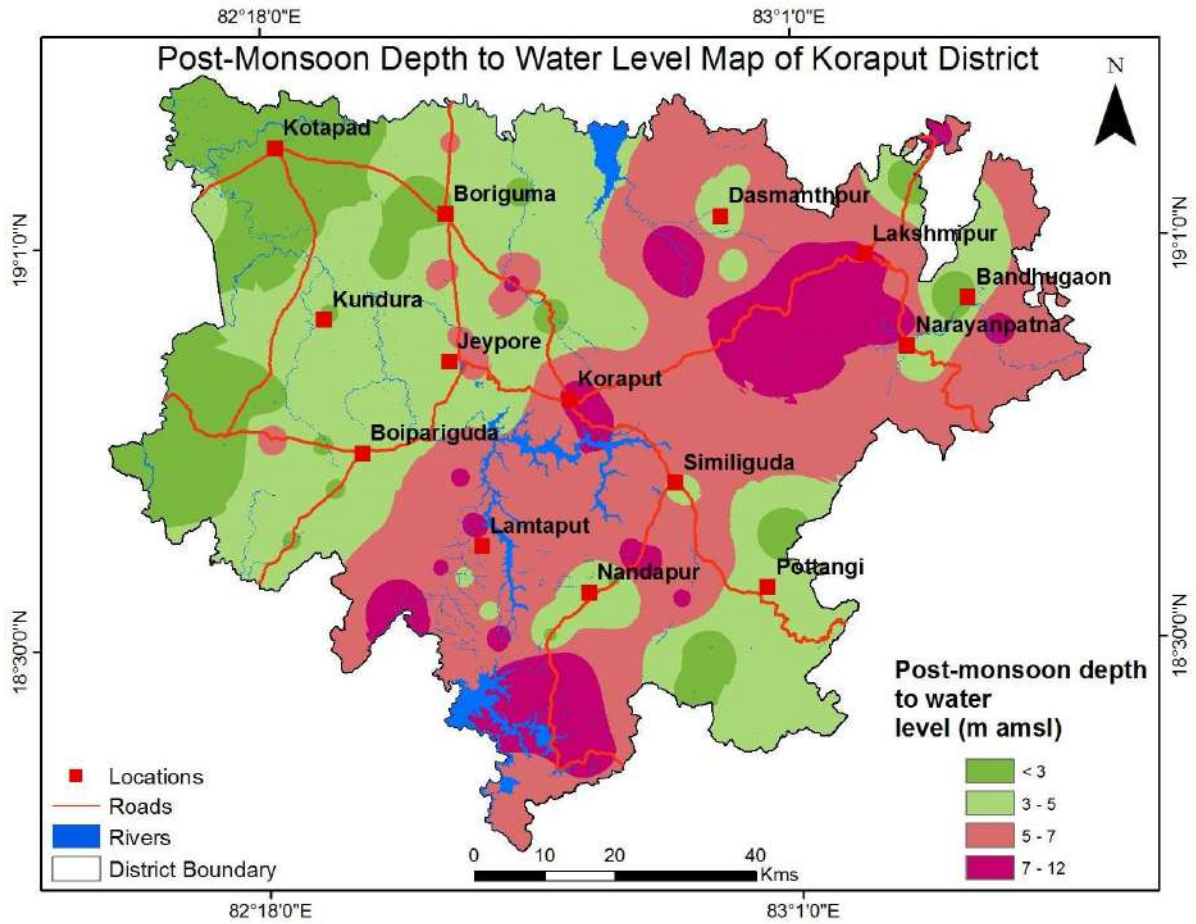 82°18'0"E
83°1'0"E
Post-Monsoon Depth to Water Level Map of Koraput District
N
Kotapad
Boriguma
Dasmanthpur
19°1'0"N
19°1'0"N
Lakshmipur
Bandhugaon
Kundura
Narayanpatna
Jeypore
Koraput
Boipariguda
Similiguda
Lamtaput
Nandapur
Pottangi
18°30'0"N
18°30'0"N
Post-monsoon depth
to water
level (m amsl)
< 3
3 - 5
5 - 7
7 - 12
Locations
Roads
Rivers
District Boundary
0 10 20 40
Kms
82°18'0"E
83°1'0"E